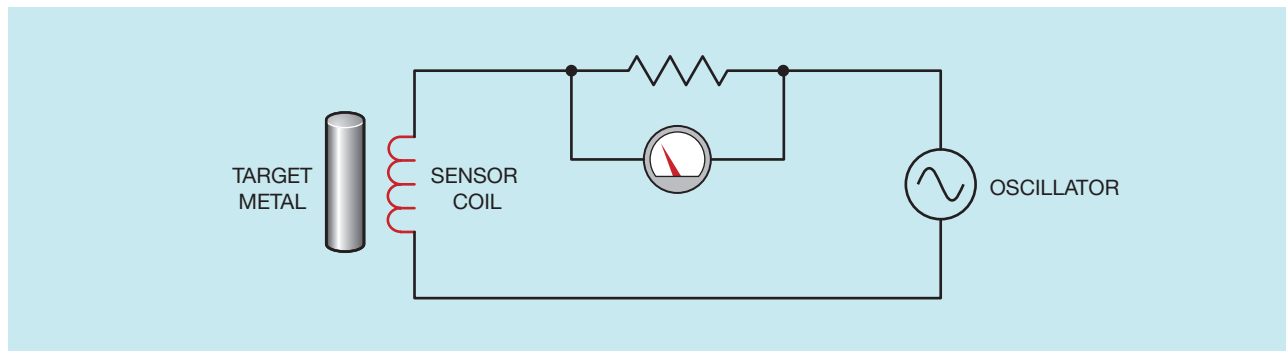 TARGET
METAL
SENSOR
COIL
OSCILLATOR